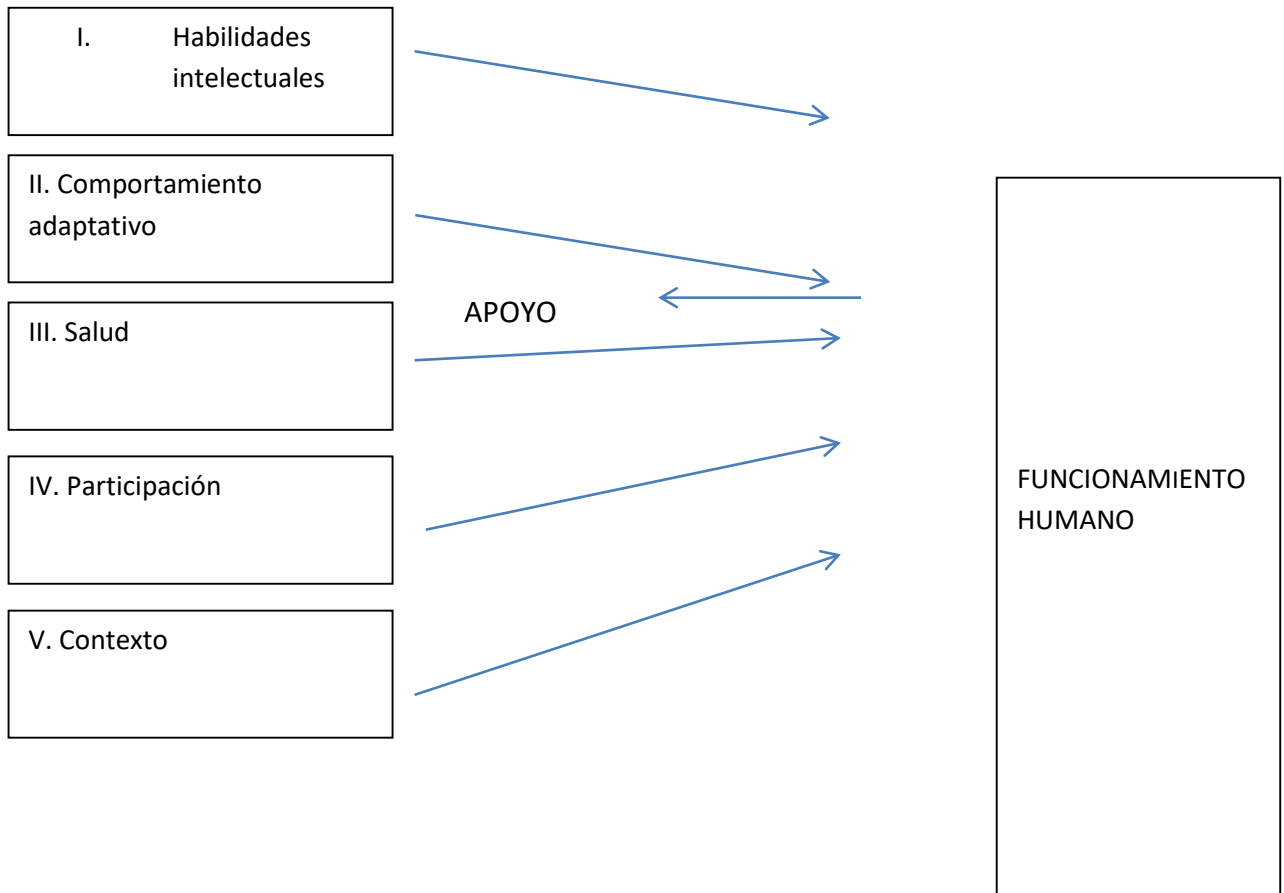 I. Habilidades
intelectuales
II. Comportamiento
adaptativo
III. Salud
APOYO
IV. Participación
V. Contexto
FUNCIONAMIENTO
HUMANO